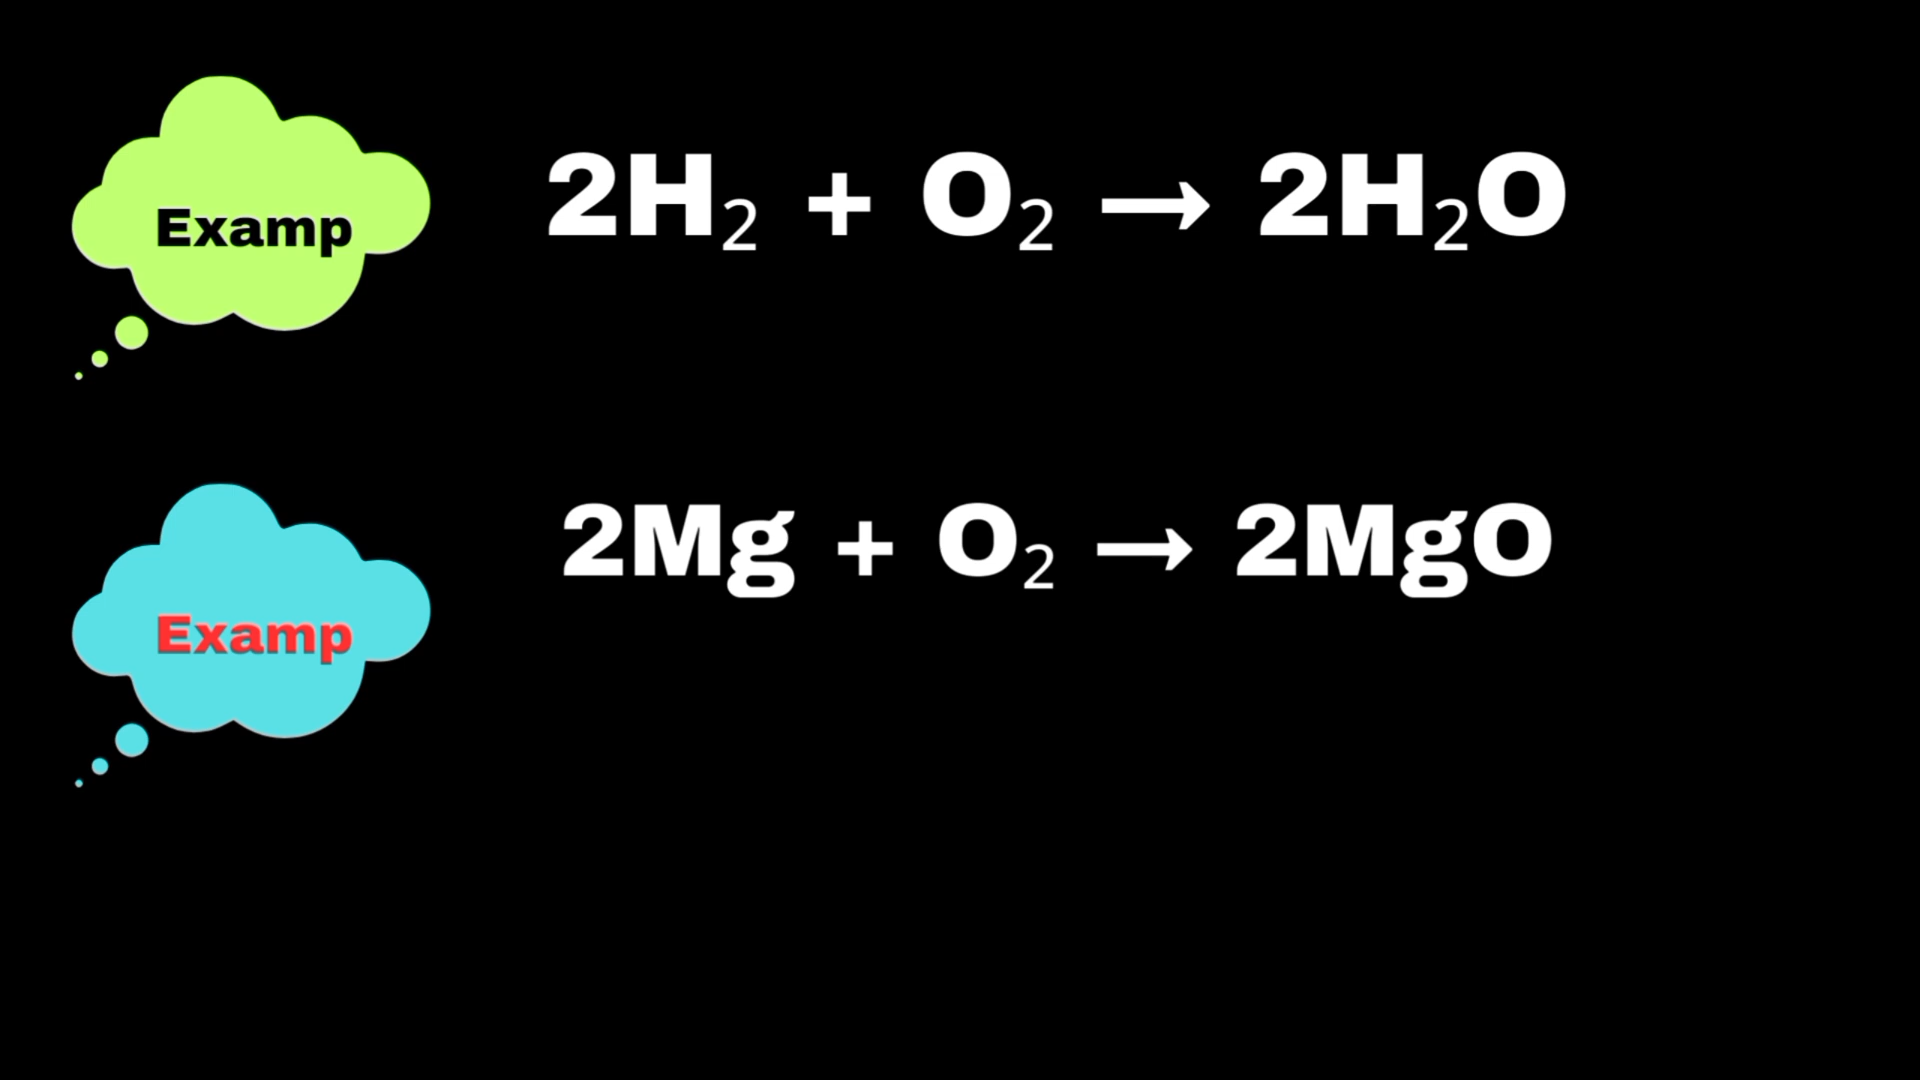 Examp
2H₂ + O₂ → 2H₂O
Examp
2Mg + O₂ → 2MgO